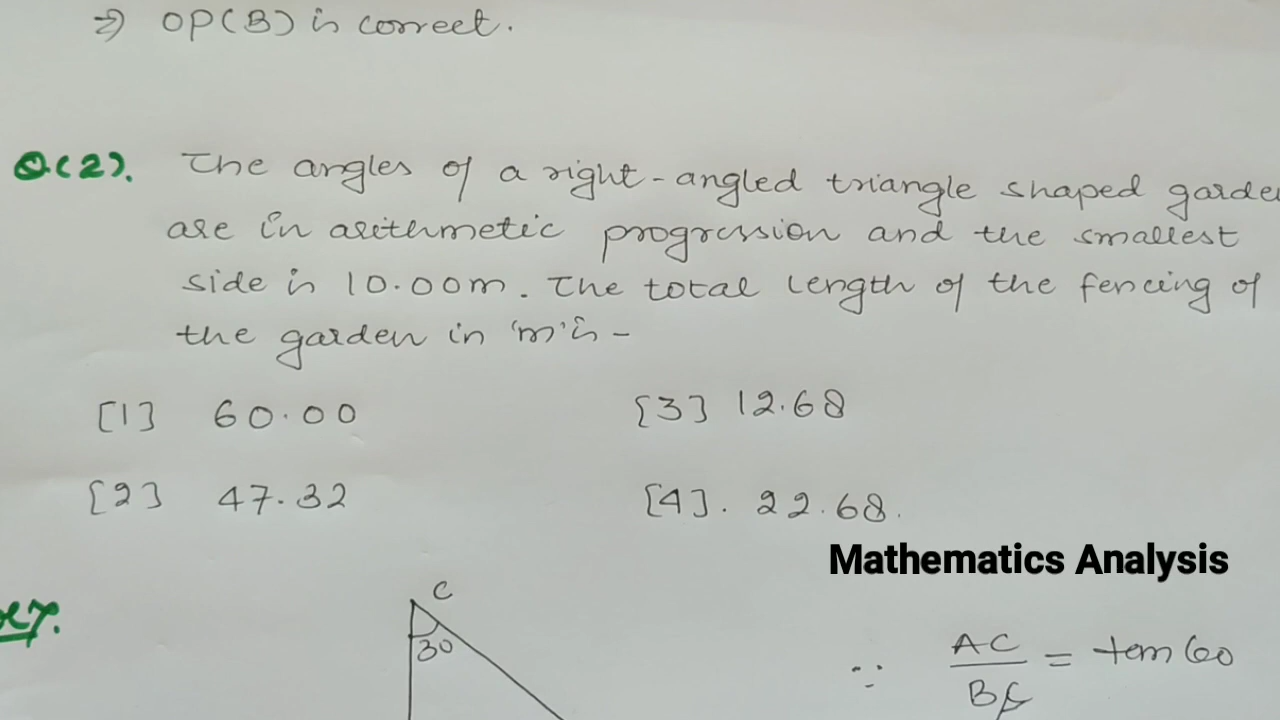 ⇒ OP(B) is correct.
Q(2). The angles of a right-angled triangle shaped garden
are in arithmetic progression and the smallest
side is 10.00m. The total length of the fencing of
the garden in 'm' is -
[1] 60.00
[3] 12.68
[2] 47.32
[4]. 22.68.
Mathematics Analysis
C
30
∵ AC/BC = tan 60